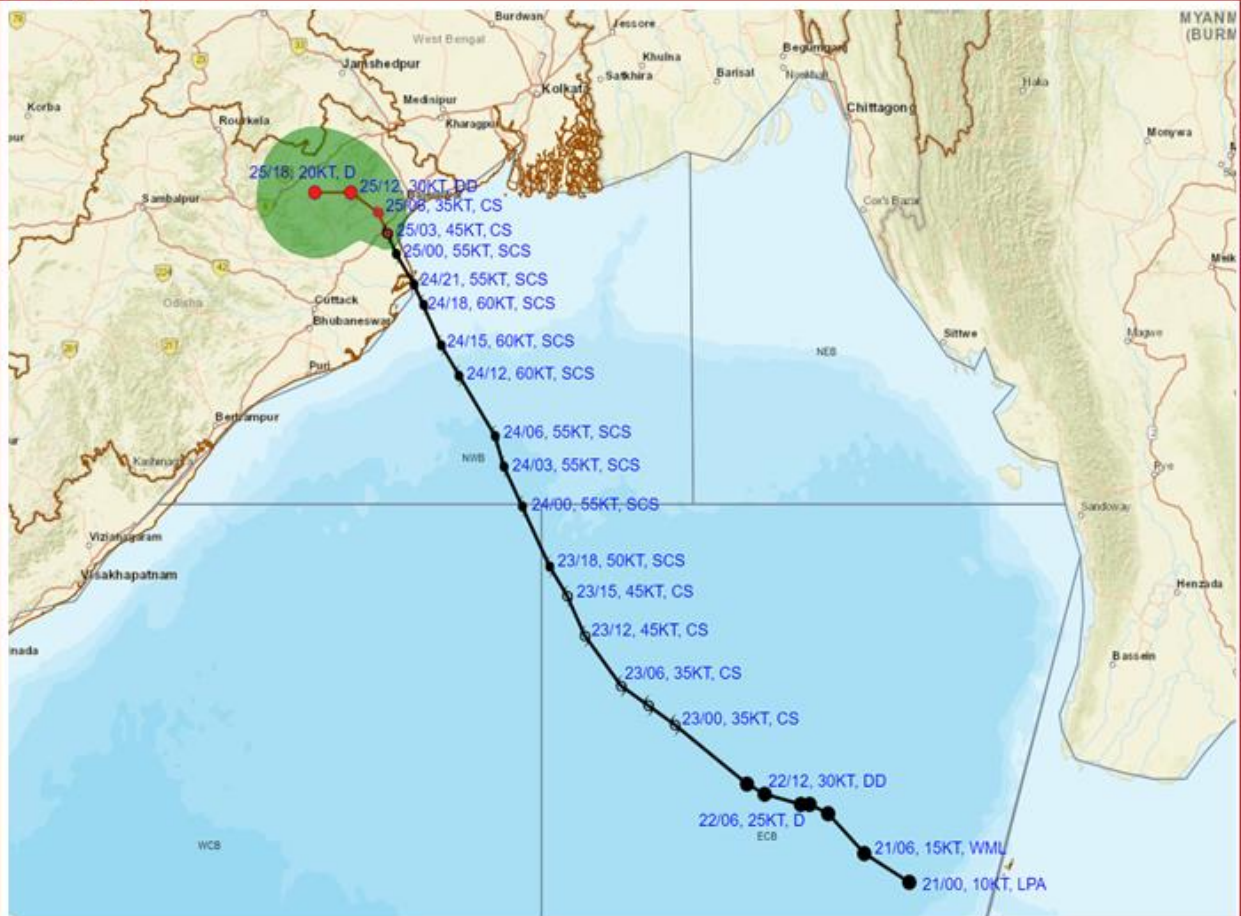 Burdwan
Jessore
MYANM
(BURM
West Bengal
Khulna
Begumganj
Jamshedpur
Satkhira
Barisal
Noakhali
Haka
Korba
Kolkata
Medinipur
Chittagong
Rourkela
Kharagpur
Monywa
25/18, 20KT, D
25/12, 30KT, DD
Sambalpur
25/06, 35KT, CS
Cox's Bazar
25/03, 45KT, CS
25/00, 55KT, SCS
Meik
24/21, 55KT, SCS
Odisha
Cuttack
24/18, 60KT, SCS
Bhubaneswar
Sittwe
Magwe
24/15, 60KT, SCS
NEB
Puri
24/12, 60KT, SCS
Berhampur
24/06, 55KT, SCS
NWB
24/03, 55KT, SCS
Pye
24/00, 55KT, SCS
Sandoway
Vizianagaram
23/18, 50KT, SCS
Visakhapatnam
Henzada
23/15, 45KT, CS
23/12, 45KT, CS
nada
Bassein
23/06, 35KT, CS
23/00, 35KT, CS
22/12, 30KT, DD
22/06, 25KT, D
ECB
WCB
21/06, 15KT, WML
21/00, 10KT, LPA